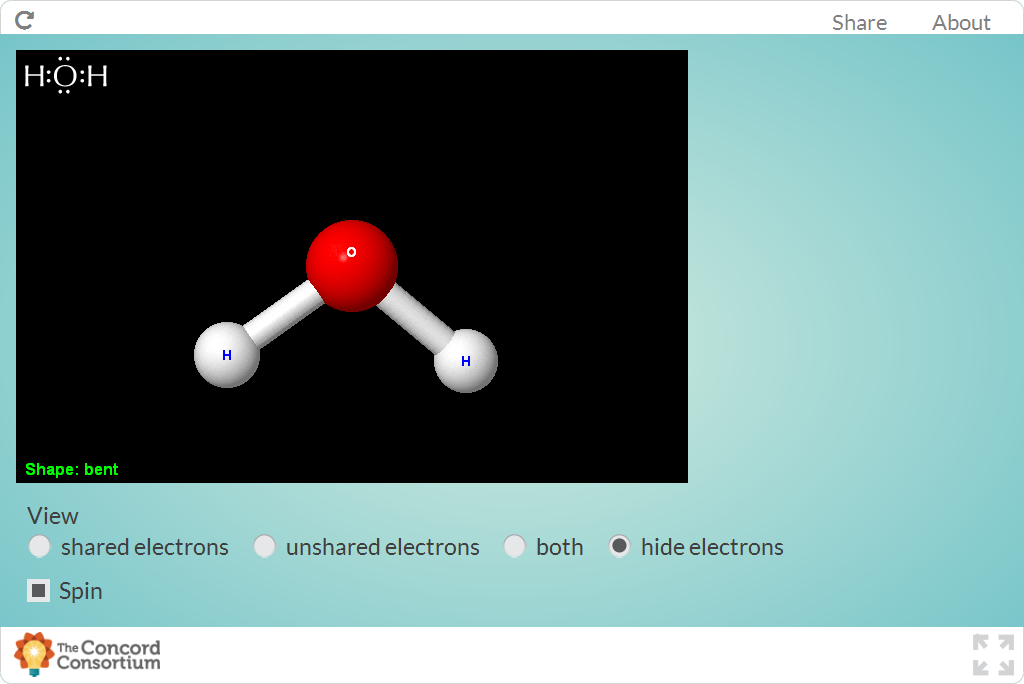 Share About
H:Ö:H
O
H
H
Shape: bent
View
shared electrons unshared electrons both hide electrons
Spin
The Concord
Consortium